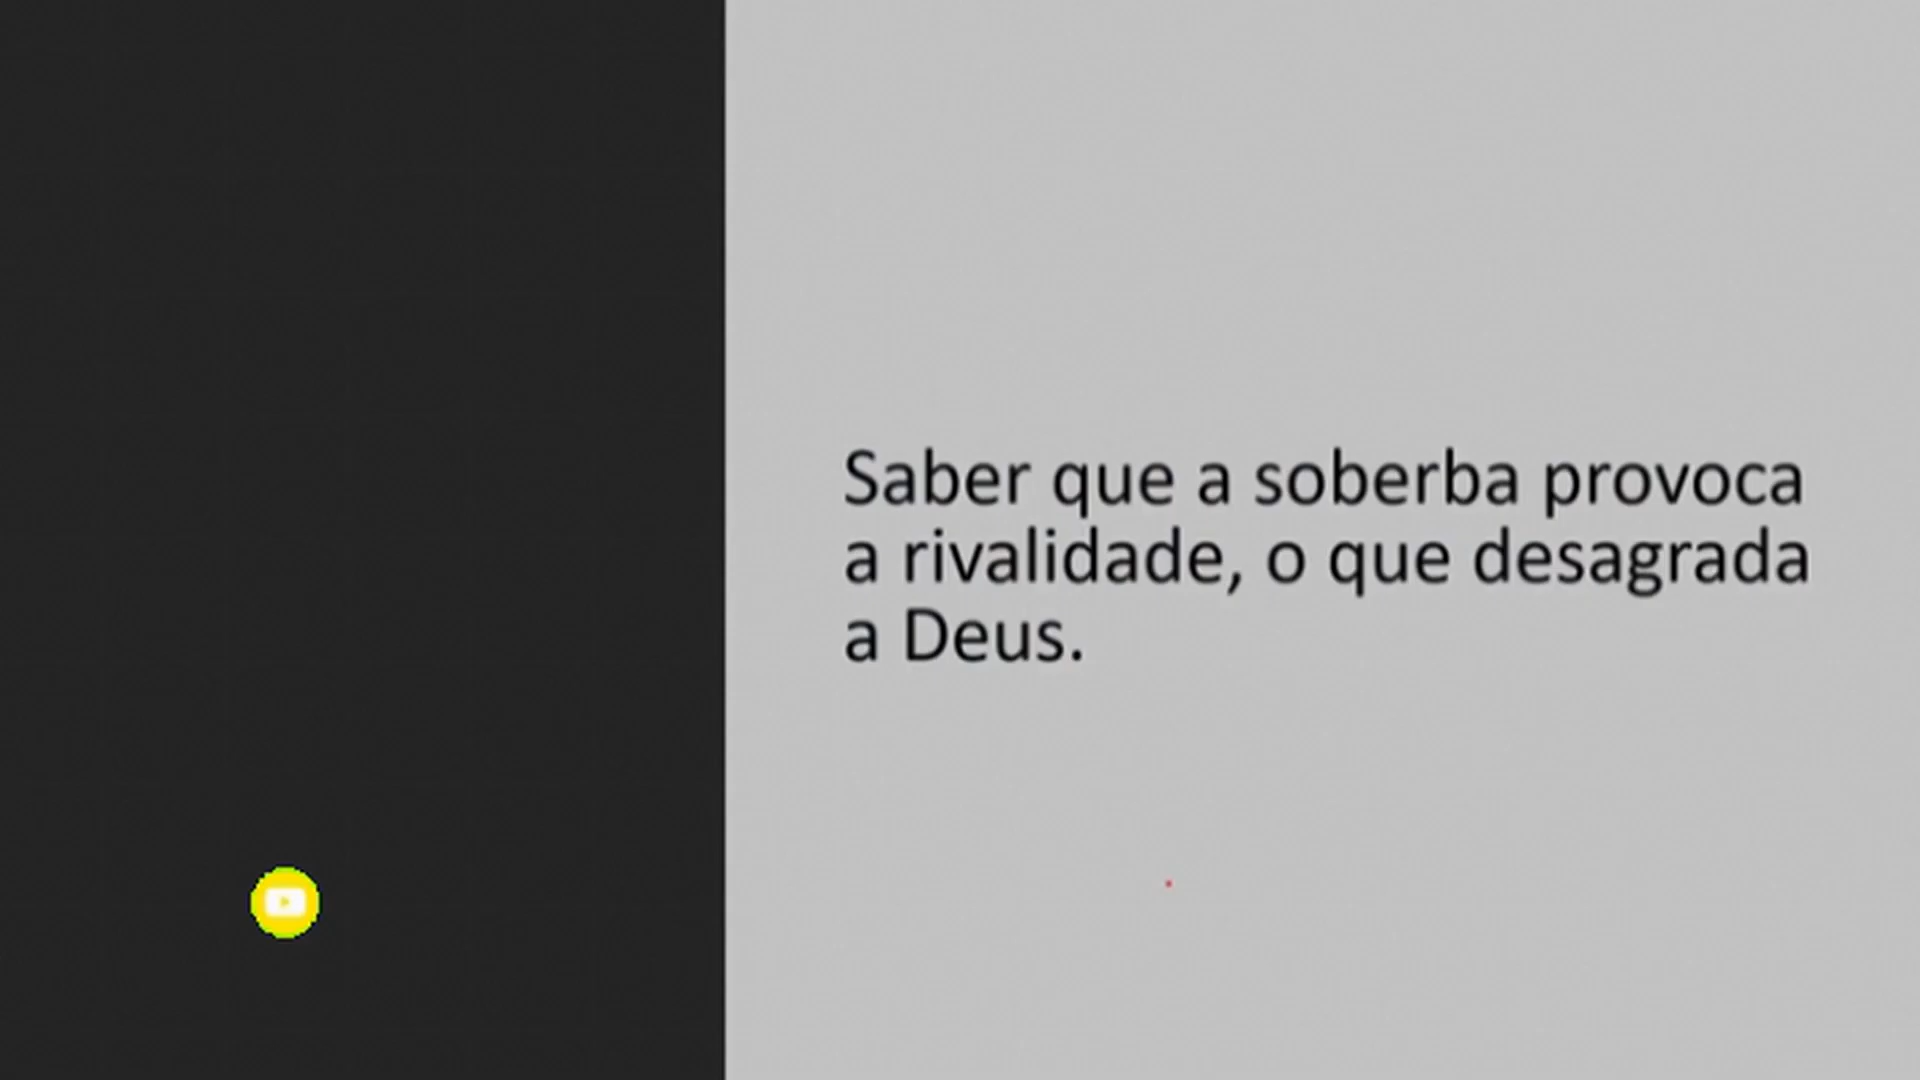 Saber que a soberba provoca
a rivalidade, o que desagrada
a Deus.